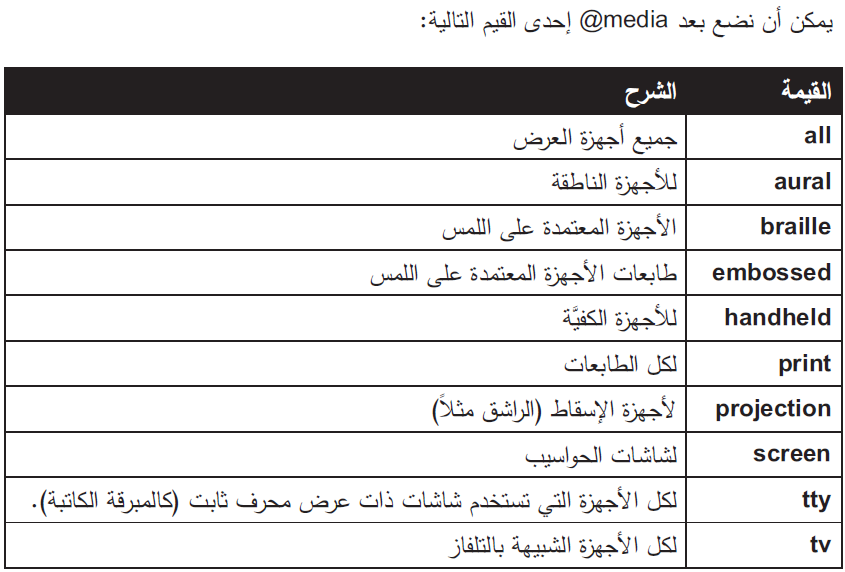 يمكن أن نضع بعد @media إحدى القيم التالية:
القيمة الشرح
all جميع أجهزة العرض
aural للأجهزة الناطقة
braille الأجهزة المعتمدة على اللمس
embossed طابعات الأجهزة المعتمدة على اللمس
handheld للأجهزة الكفيَّة
print لكل الطابعات
projection لأجهزة الإسقاط (الراشق مثلاً)
screen لشاشات الحواسيب
tty لكل الأجهزة التي تستخدم شاشات ذات عرض محرف ثابت (كالمبرقة الكاتبة).
tv لكل الأجهزة الشبيهة بالتلفاز